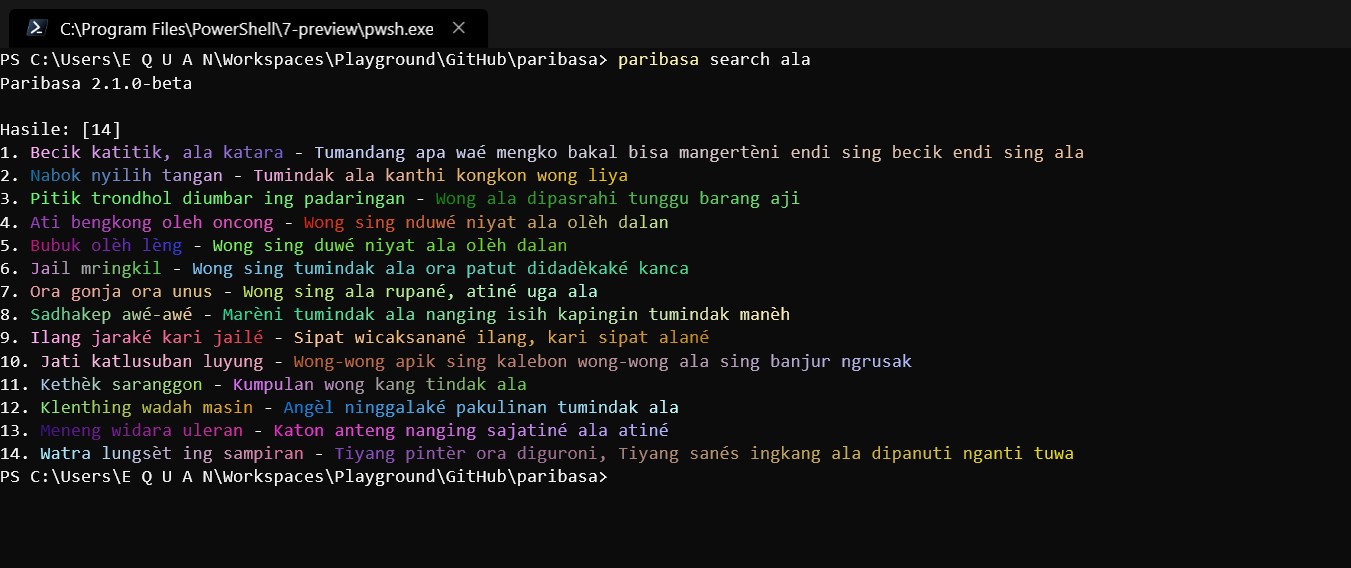 C:\Program Files\PowerShell\7-preview\pwsh.exe
PS C:\Users\E Q U A N\Workspaces\Playground\GitHub\paribasa> paribasa search ala
Paribasa 2.1.0-beta
Hasile: [14]
1. Becik katitik, ala katara - Tumandang apa waé mengko bakal bisa mangertèni endi sing becik endi sing ala
2. Nabok nyilih tangan - Tumindak ala kanthi kongkon wong liya
3. Pitik trondhol diumbar ing padaringan - Wong ala dipasrahi tunggu barang aji
4. Ati bengkong oleh oncong - Wong sing nduwé niyat ala olèh dalan
5. Bubuk olèh lèng - Wong sing duwé niyat ala olèh dalan
6. Jail mringkil - Wong sing tumindak ala ora patut didadèkaké kanca
7. Ora gonja ora unus - Wong sing ala rupané, atiné uga ala
8. Sadhakep awé-awé - Marèni tumindak ala nanging isih kapingin tumindak manèh
9. Ilang jaraké kari jailé - Sipat wicaksanané ilang, kari sipat alané
10. Jati katlusuban luyung - Wong-wong apik sing kalebon wong-wong ala sing banjur ngrusak
11. Kethèk saranggon - Kumpulan wong kang tindak ala
12. Klenthing wadah masin - Angèl ninggalaké pakulinan tumindak ala
13. Meneng widara uleran - Katon anteng nanging sajatiné ala atiné
14. Watra lungsèt ing sampiran - Tiyang pintèr ora diguroni, Tiyang sanés ingkang ala dipanuti nganti tuwa
PS C:\Users\E Q U A N\Workspaces\Playground\GitHub\paribasa>